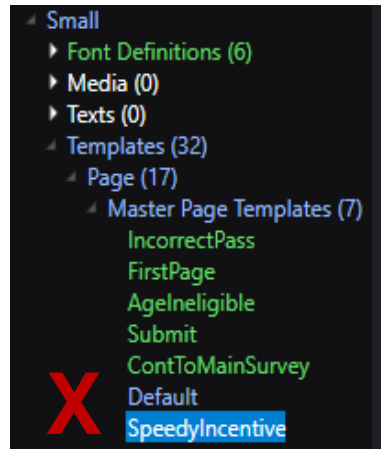 Small
Font Definitions (6)
Media (0)
Texts (0)
Templates (32)
Page (17)
Master Page Templates (7)
IncorrectPass
FirstPage
AgeIneligible
Submit
ContToMainSurvey
X Default
SpeedyIncentive